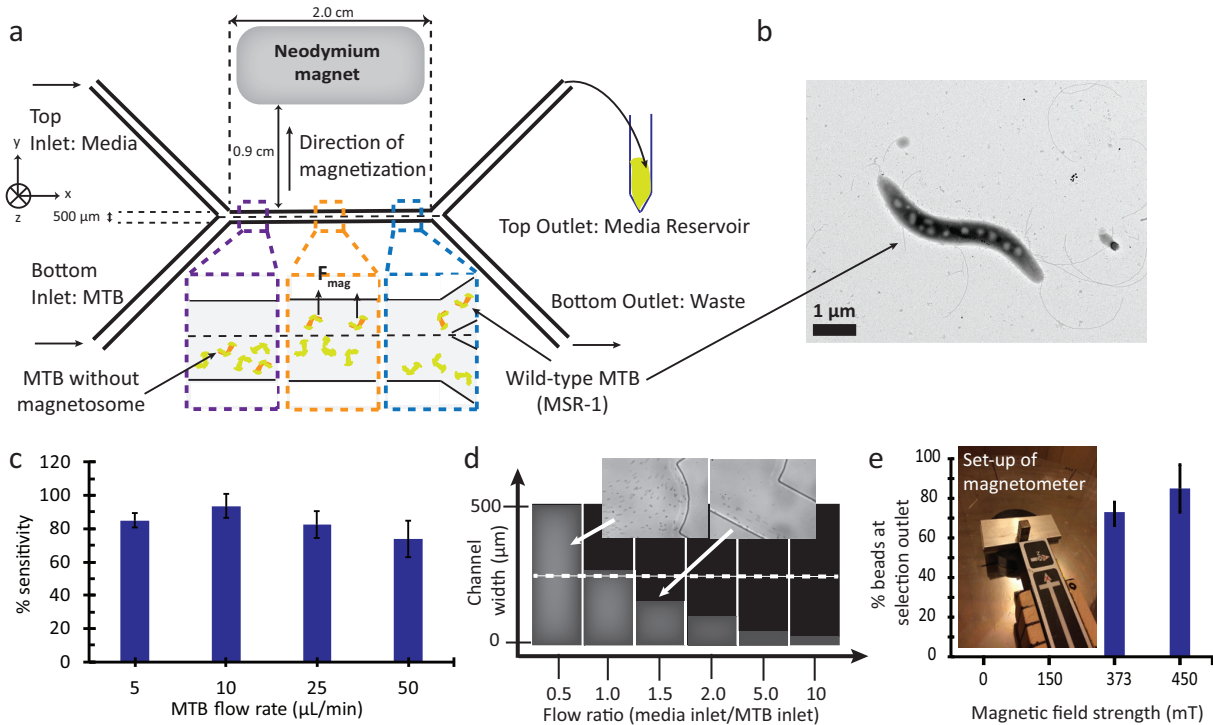 a
2.0 cm
Neodymium
magnet
Top
Inlet: Media
0.9 cm
Direction of
magnetization
y
x
z
500 µm
Top Outlet: Media Reservoir
Bottom
Inlet: MTB
Fmag
Bottom Outlet: Waste
MTB without
magnetosome
Wild-type MTB
(MSR-1)
b
1 µm
c
% sensitivity
120
100
80
60
40
20
0
5 10 25 50
MTB flow rate (µL/min)
d
Channel
width (µm)
500
0
0.5 1.0 1.5 2.0 5.0 10
Flow ratio (media inlet/MTB inlet)
e
% beads at
selection outlet
100
80
60
40
20
0
Set-up of
magnetometer
0 150 373 450
Magnetic field strength (mT)